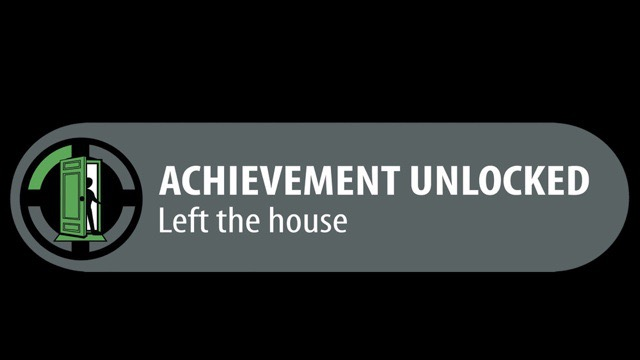 ACHIEVEMENT UNLOCKED
Left the house